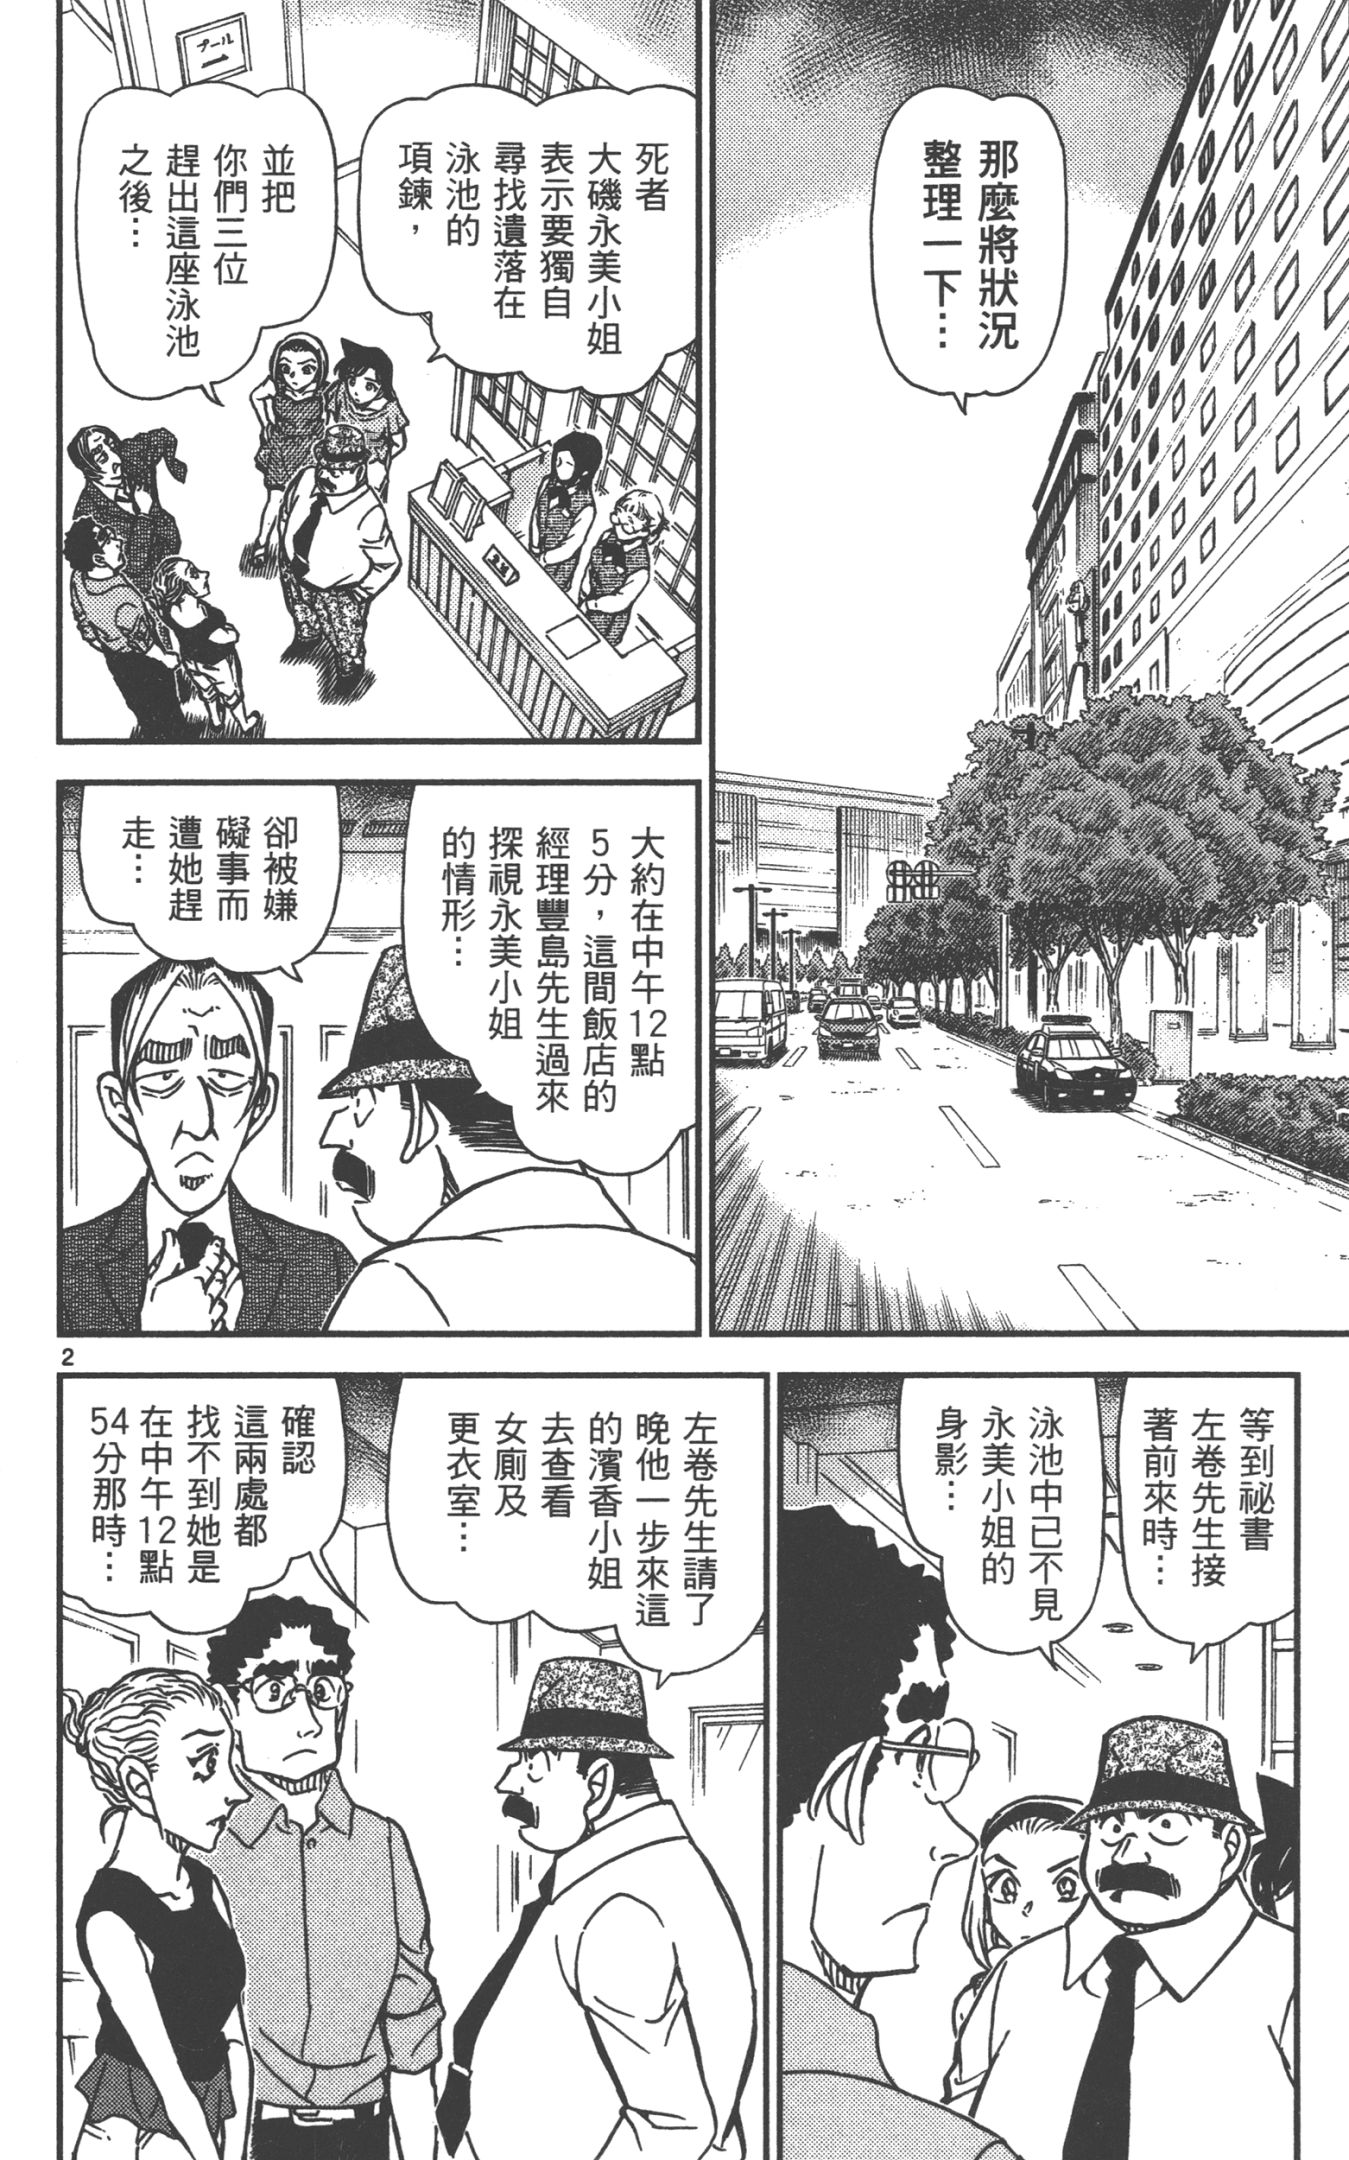 那麼將狀況
整理一下…
プール
死者
大磯永美小姐
表示要獨自
尋找遺落在
泳池的
項鍊，
並把
你們三位
趕出這座泳池
之後…
大約在中午12點
5分，這間飯店的
經理豐島先生過來
探視永美小姐
的情形…
卻被嫌
礙事而
遭她趕
走…
2
等到祕書
左卷先生接
著前來時…
泳池中已不見
永美小姐的
身影…
左卷先生請了
晚他一步來這
的濱香小姐
去查看
女廁及
更衣室…
確認
這兩處都
找不到她是
在中午12點
54分那時…